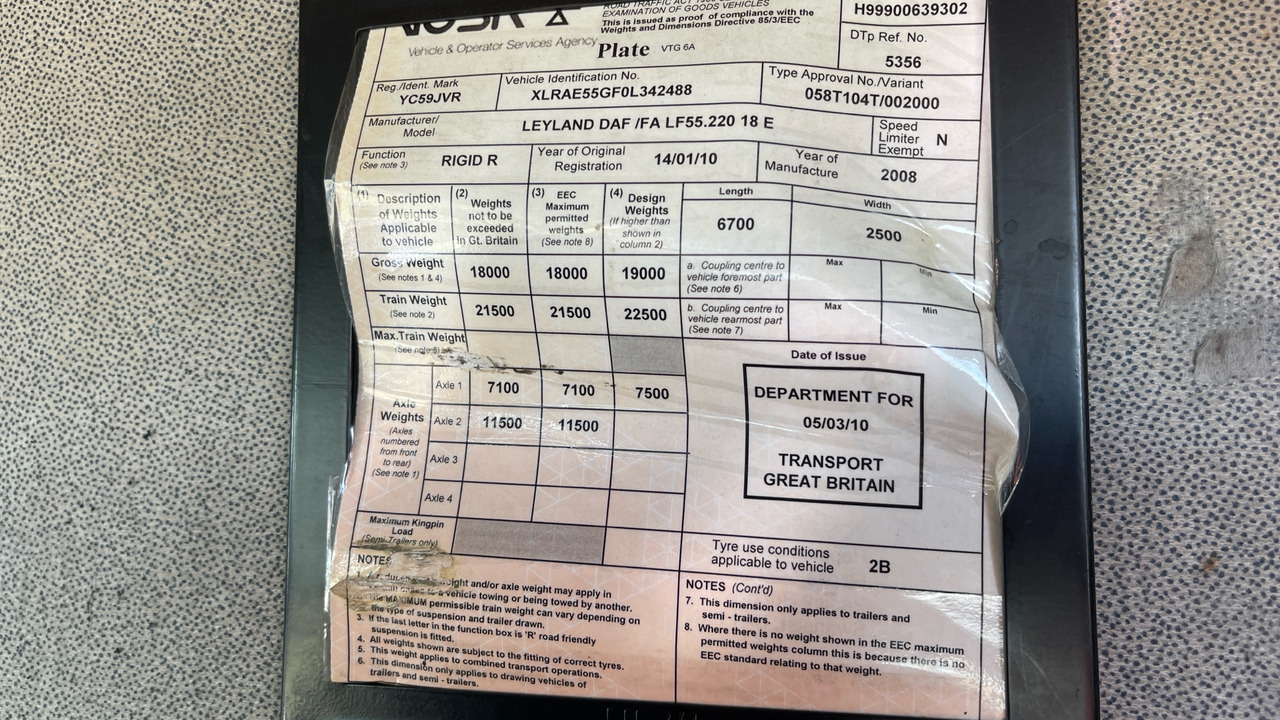 VOSA
Vehicle & Operator Services Agency
EXAMINATION OF GOODS VEHICLES
This is issued as proof of compliance with the
Weights and Dimensions Directive 85/3/EEC
Plate VTG 6A
H99900639302
DTp Ref. No.
5356
Reg./Ident. Mark
YC59JVR
Vehicle Identification No.
XLRAE55GF0L342488
Type Approval No./Variant
058T104T/002000
Manufacturer/
Model
LEYLAND DAF /FA LF55.220 18 E
Speed
Limiter
Exempt
N
Function
(See note 3)
RIGID R
Year of Original
Registration
14/01/10
Year of
Manufacture
2008
(1) Description
of Weights
Applicable
to vehicle
(2)
Weights
not to be
exceeded
in Gt. Britain
(3) EEC
Maximum
permitted
weights
(See note 8)
(4) Design
Weights
(If higher than
shown in
column 2)
Length
6700
Width
2500
Gross Weight
(See notes 1 & 4)
18000 18000 19000
a. Coupling centre to
vehicle foremost part
(See note 6)
Max Min
Train Weight
(See note 2)
21500 21500 22500
b. Coupling centre to
vehicle rearmost part
(See note 7)
Max Min
Max.Train Weight
(See note 5)
Axle
Weights
(Axles
numbered
from front
to rear)
(See note 1)
Axle 1 7100 7100 7500
Axle 2 11500 11500
Axle 3
Axle 4
Maximum Kingpin
Load
(Semi-Trailers only)
Date of Issue
DEPARTMENT FOR
05/03/10
TRANSPORT
GREAT BRITAIN
Tyre use conditions
applicable to vehicle
2B
NOTES
weight and/or axle weight may apply in
to a vehicle towing or being towed by another.
The MAXIMUM permissible train weight can vary depending on
the type of suspension and trailer drawn.
3. If the last letter in the function box is 'R' road friendly
suspension is fitted.
4. All weights shown are subject to the fitting of correct tyres.
5. This weight applies to combined transport operations.
6. This dimension only applies to drawing vehicles of
trailers and semi - trailers.
NOTES (Cont'd)
7. This dimension only applies to trailers and
semi - trailers.
8. Where there is no weight shown in the EEC maximum
permitted weights column this is because there is no
EEC standard relating to that weight.